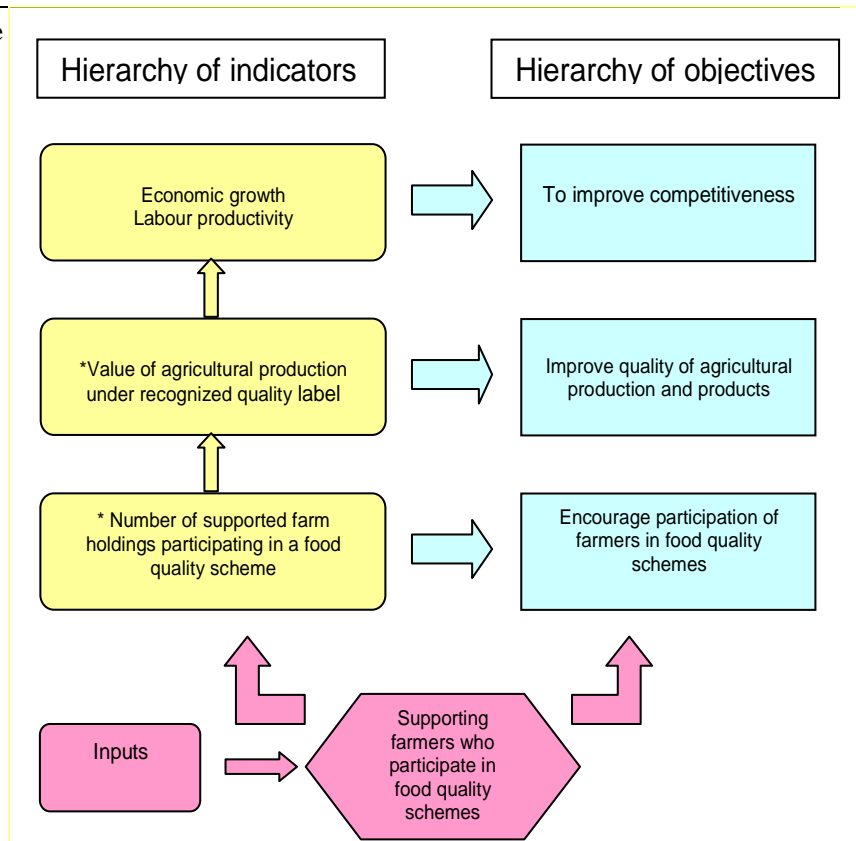 e
Hierarchy of indicators
Hierarchy of objectives
Economic growth
Labour productivity
To improve competitiveness
*Value of agricultural production
under recognized quality label
Improve quality of agricultural
production and products
* Number of supported farm
holdings participating in a food
quality scheme
Encourage participation of
farmers in food quality
schemes
Inputs
Supporting
farmers who
participate in
food quality
schemes